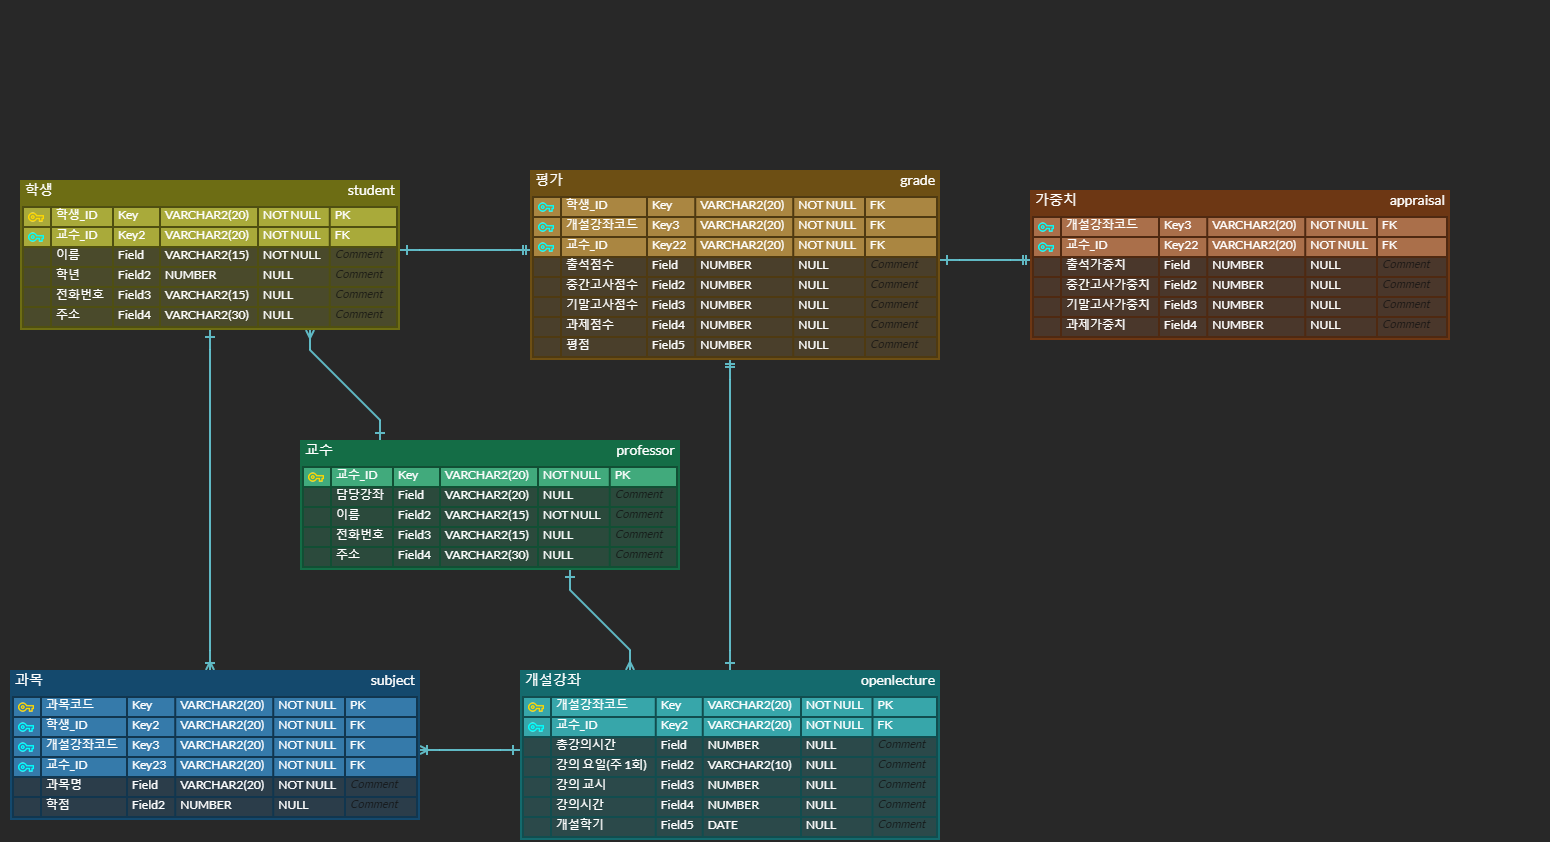 학생 student
학생_ID Key VARCHAR2(20) NOT NULL PK
교수_ID Key2 VARCHAR2(20) NOT NULL FK
이름 Field VARCHAR2(15) NOT NULL Comment
학년 Field2 NUMBER NULL Comment
전화번호 Field3 VARCHAR2(15) NULL Comment
주소 Field4 VARCHAR2(30) NULL Comment
평가 grade
학생_ID Key VARCHAR2(20) NOT NULL FK
개설강좌코드 Key3 VARCHAR2(20) NOT NULL FK
교수_ID Key22 VARCHAR2(20) NOT NULL FK
출석점수 Field NUMBER NULL Comment
중간고사점수 Field2 NUMBER NULL Comment
기말고사점수 Field3 NUMBER NULL Comment
과제점수 Field4 NUMBER NULL Comment
평점 Field5 NUMBER NULL Comment
가중치 appraisal
개설강좌코드 Key3 VARCHAR2(20) NOT NULL FK
교수_ID Key22 VARCHAR2(20) NOT NULL FK
출석가중치 Field NUMBER NULL Comment
중간고사가중치 Field2 NUMBER NULL Comment
기말고사가중치 Field3 NUMBER NULL Comment
과제가중치 Field4 NUMBER NULL Comment
교수 professor
교수_ID Key VARCHAR2(20) NOT NULL PK
담당강좌 Field VARCHAR2(20) NULL Comment
이름 Field2 VARCHAR2(15) NOT NULL Comment
전화번호 Field3 VARCHAR2(15) NULL Comment
주소 Field4 VARCHAR2(30) NULL Comment
과목 subject
과목코드 Key VARCHAR2(20) NOT NULL PK
학생_ID Key2 VARCHAR2(20) NOT NULL FK
개설강좌코드 Key3 VARCHAR2(20) NOT NULL FK
교수_ID Key23 VARCHAR2(20) NOT NULL FK
과목명 Field VARCHAR2(20) NOT NULL Comment
학점 Field2 NUMBER NULL Comment
개설강좌 openlecture
개설강좌코드 Key VARCHAR2(20) NOT NULL PK
교수_ID Key2 VARCHAR2(20) NOT NULL FK
총강의시간 Field NUMBER NULL Comment
강의 요일(주 1회) Field2 VARCHAR2(10) NULL Comment
강의 교시 Field3 NUMBER NULL Comment
강의시간 Field4 NUMBER NULL Comment
개설학기 Field5 DATE NULL Comment